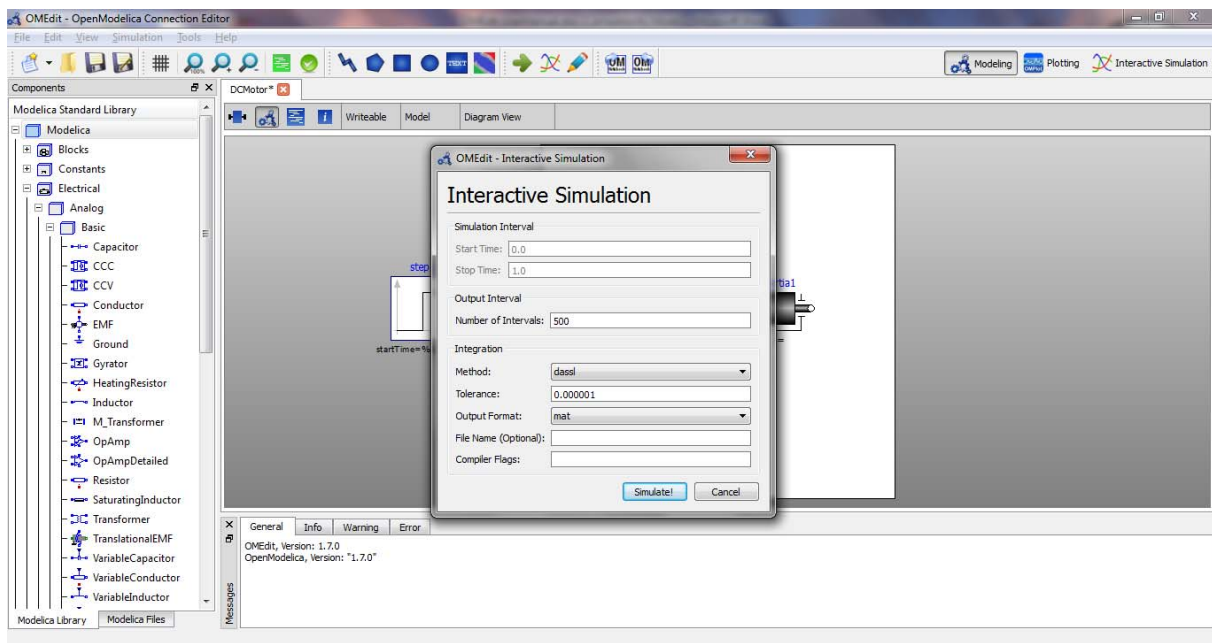 OMEdit - OpenModelica Connection Editor
File Edit View Simulation Tools Help
100%
TEXT
OM
OM
Modeling
Plotting
Interactive Simulation
Components
Modelica Standard Library
Modelica
Blocks
Constants
Electrical
Analog
Basic
Capacitor
CCC
CCV
Conductor
EMF
Ground
Gyrator
HeatingResistor
Inductor
M_Transformer
OpAmp
OpAmpDetailed
Resistor
SaturatingInductor
Transformer
TranslationalEMF
VariableCapacitor
VariableConductor
VariableInductor
Modelica Library
Modelica Files
DCMotor*
Writeable
Model
Diagram View
step
startTime=%
tia1
=
OMEdit - Interactive Simulation
Interactive Simulation
Simulation Interval
Start Time: 0.0
Stop Time: 1.0
Output Interval
Number of Intervals: 500
Integration
Method: dassl
Tolerance: 0.000001
Output Format: mat
File Name (Optional):
Compiler Flags:
Simulate!
Cancel
General
Info
Warning
Error
OMEdit, Version: 1.7.0
OpenModelica, Version: "1.7.0"
Messages